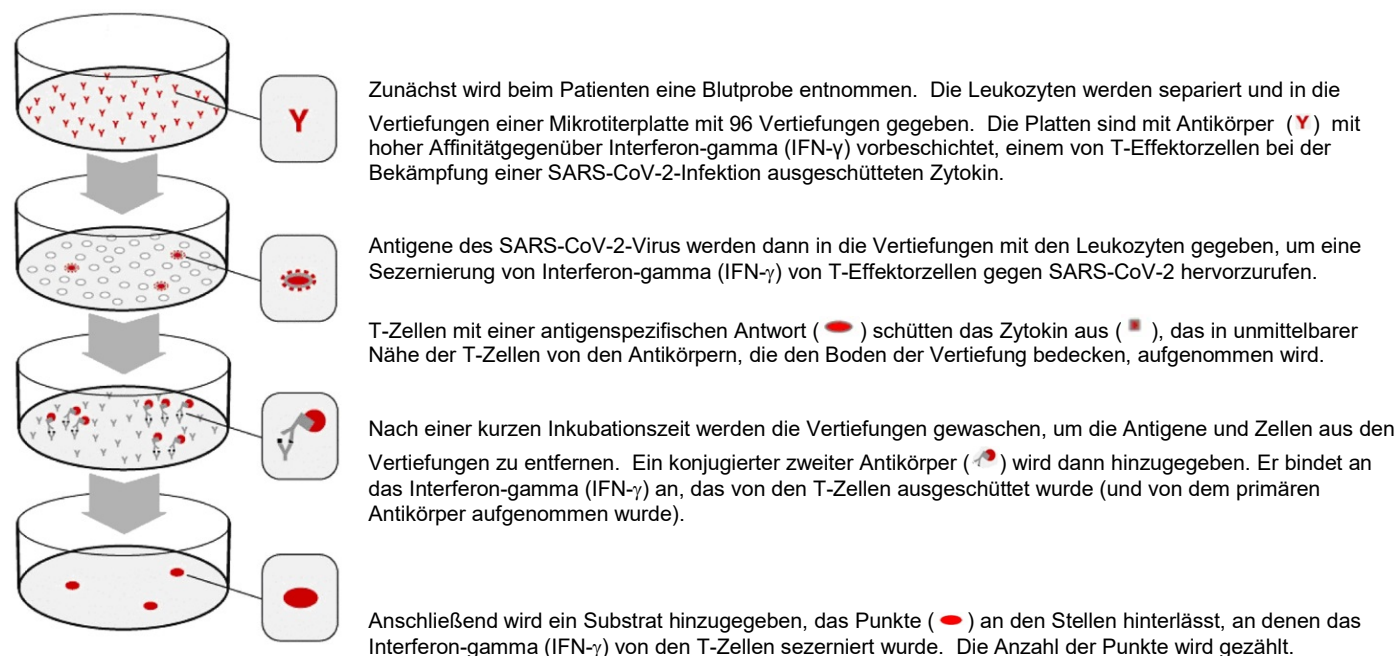 Zunächst wird beim Patienten eine Blutprobe entnommen.  Die Leukozyten werden separiert und in die
Vertiefungen einer Mikrotiterplatte mit 96 Vertiefungen gegeben.  Die Platten sind mit Antikörper  (Y)  mit
hoher Affinitätgegenüber Interferon-gamma (IFN-γ) vorbeschichtet, einem von T-Effektorzellen bei der
Bekämpfung einer SARS-CoV-2-Infektion ausgeschütteten Zytokin.
Antigene des SARS-CoV-2-Virus werden dann in die Vertiefungen mit den Leukozyten gegeben, um eine
Sezernierung von Interferon-gamma (IFN-γ) von T-Effektorzellen gegen SARS-CoV-2 hervorzurufen.
T-Zellen mit einer antigenspezifischen Antwort ( ) schütten das Zytokin aus ( ), das in unmittelbarer
Nähe der T-Zellen von den Antikörpern, die den Boden der Vertiefung bedecken, aufgenommen wird.
Nach einer kurzen Inkubationszeit werden die Vertiefungen gewaschen, um die Antigene und Zellen aus den
Vertiefungen zu entfernen.  Ein konjugierter zweiter Antikörper ( ) wird dann hinzugegeben. Er bindet an
das Interferon-gamma (IFN-γ) an, das von den T-Zellen ausgeschüttet wurde (und von dem primären
Antikörper aufgenommen wurde).
Anschließend wird ein Substrat hinzugegeben, das Punkte ( ) an den Stellen hinterlässt, an denen das
Interferon-gamma (IFN-γ) von den T-Zellen sezerniert wurde.  Die Anzahl der Punkte wird gezählt.